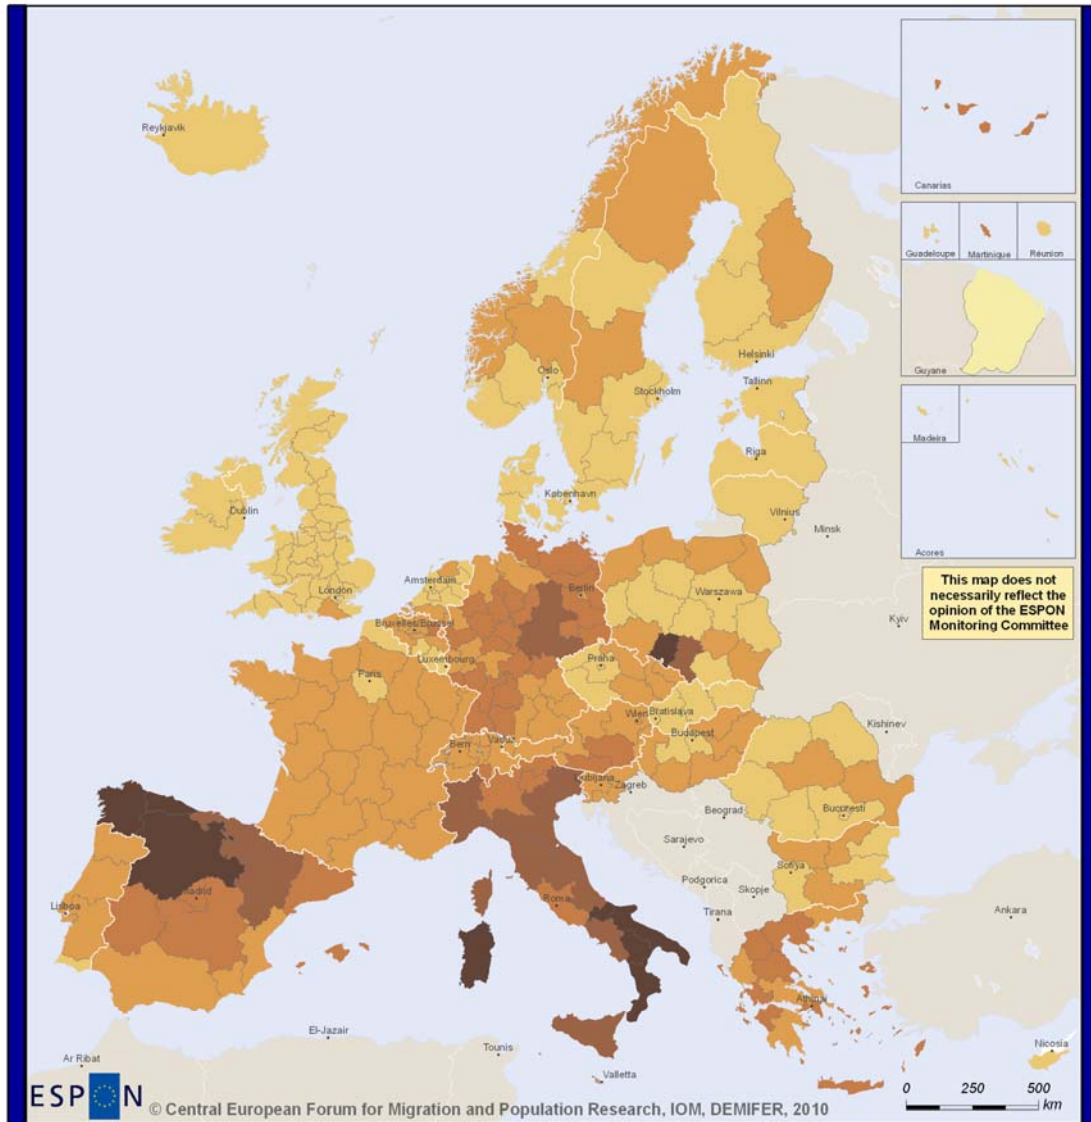 Reykjavik
Canarias
Guadeloupe
Martinique
Réunion
Guyane
Madeira
Acores
This map does not
necessarily reflect the
opinion of the ESPON
Monitoring Committee
Helsinki
Oslo
Tallinn
Stockholm
Riga
København
Vilnius
Minsk
Dublin
London
Amsterdam
Berlin
Warszawa
Kyiv
Bruxelles/Brussel
Luxembourg
Praha
Paris
Wien
Bratislava
Budapest
Kishinev
Bern
Vaduz
Ljubljana
Zagreb
Beograd
Bucuresti
Sarajevo
Sofiya
Podgorica
Skopje
Tirana
Madrid
Lisboa
Roma
Ankara
Athinai
El-Jazair
Tounis
Ar Ribat
Valletta
Nicosia
0 250 500
km
ESPON © Central European Forum for Migration and Population Research, IOM, DEMIFER, 2010